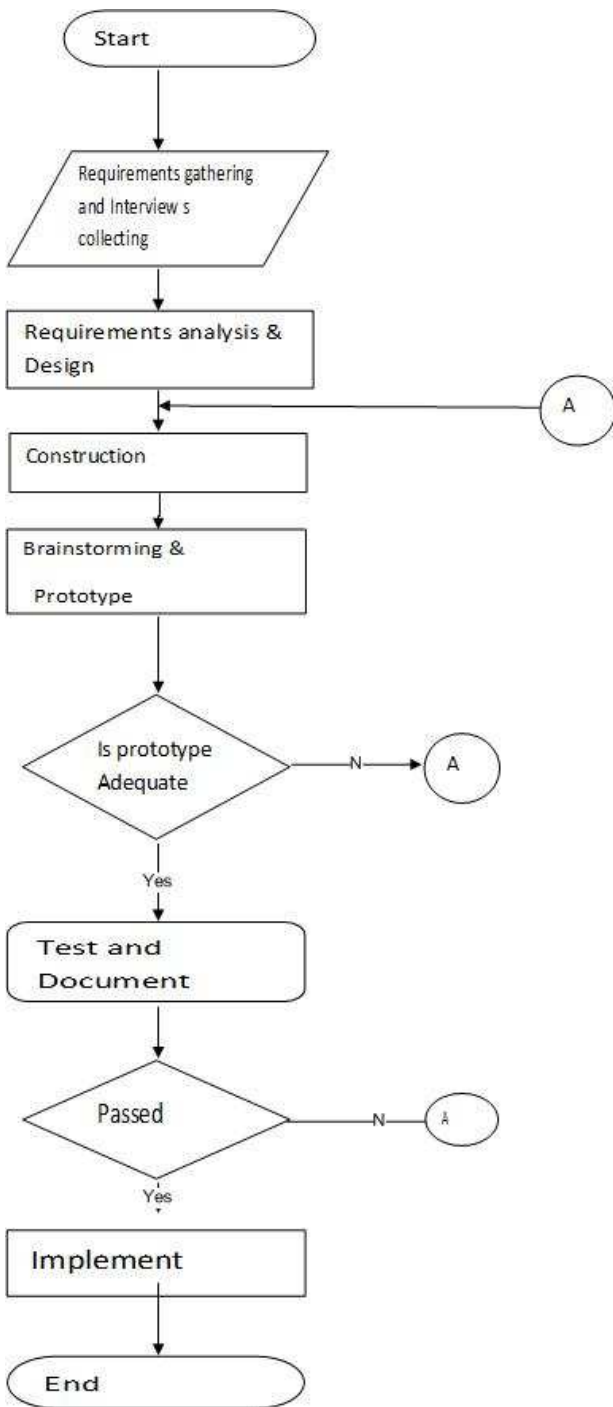 Start
Requirements gathering
and Interview s
collecting
Requirements analysis &
Design
A
Construction
Brainstorming &
Prototype
Is prototype
Adequate
N
A
Yes
Test and
Document
Passed
N
A
Yes
Implement
End